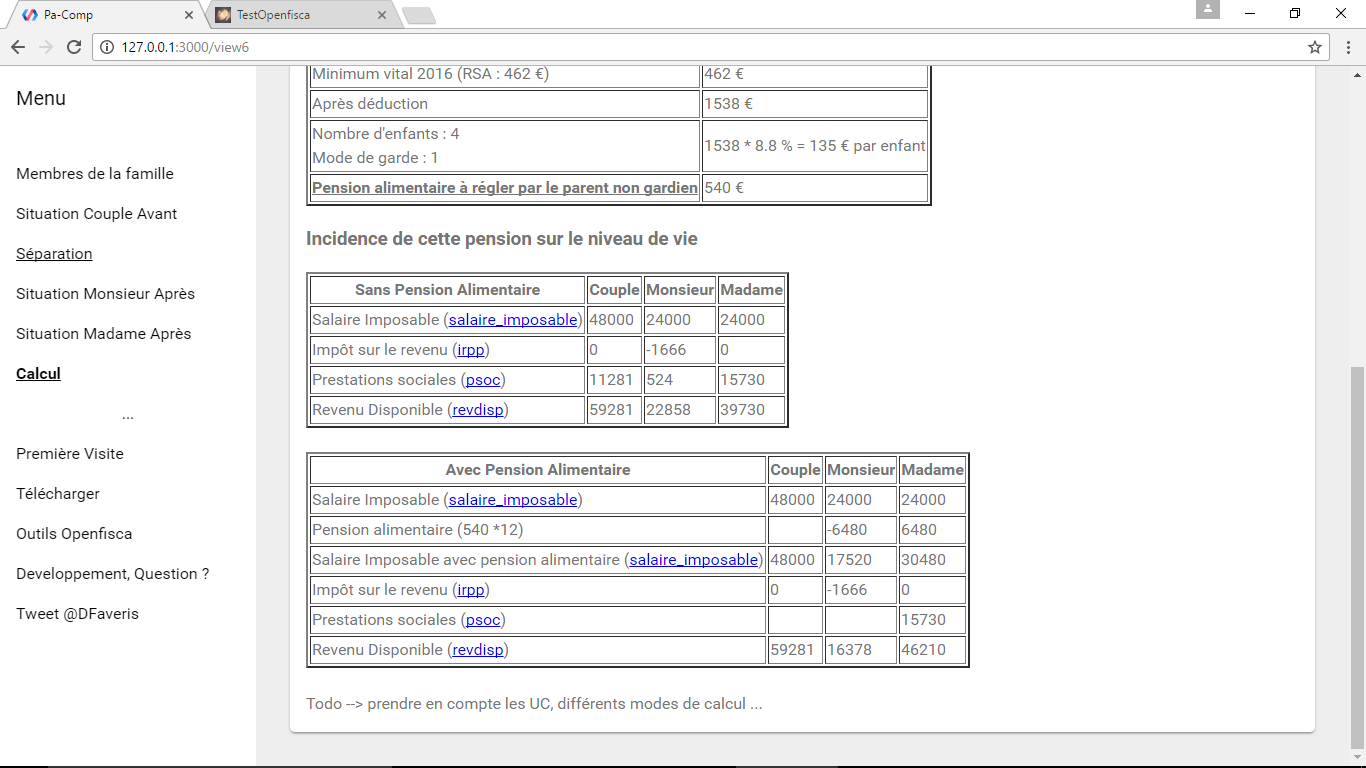 Pa-Comp
TestOpenfisca
127.0.0.1:3000/view6
Menu
Membres de la famille
Situation Couple Avant
Séparation
Situation Monsieur Après
Situation Madame Après
Calcul
...
Première Visite
Télécharger
Outils Openfisca
Developpement, Question ?
Tweet @DFaveris
Minimum vital 2016 (RSA : 462 €) 462 €
Après déduction 1538 €
Nombre d'enfants : 4
Mode de garde : 1
1538 * 8.8 % = 135 € par enfant
Pension alimentaire à régler par le parent non gardien 540 €
Incidence de cette pension sur le niveau de vie
Sans Pension Alimentaire Couple Monsieur Madame
Salaire Imposable (salaire_imposable) 48000 24000 24000
Impôt sur le revenu (irpp) 0 -1666 0
Prestations sociales (psoc) 11281 524 15730
Revenu Disponible (revdisp) 59281 22858 39730
Avec Pension Alimentaire Couple Monsieur Madame
Salaire Imposable (salaire_imposable) 48000 24000 24000
Pension alimentaire (540 *12) -6480 6480
Salaire Imposable avec pension alimentaire (salaire_imposable) 48000 17520 30480
Impôt sur le revenu (irpp) 0 -1666 0
Prestations sociales (psoc) 15730
Revenu Disponible (revdisp) 59281 16378 46210
Todo --> prendre en compte les UC, différents modes de calcul ...